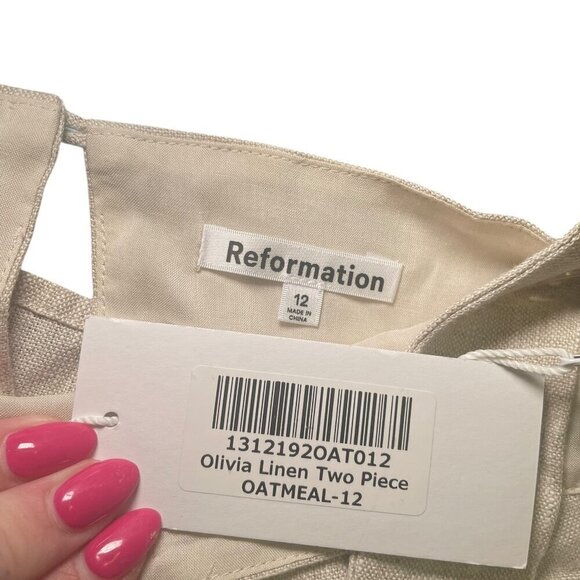 Reformation
12
MADE IN
CHINA
1312192OAT012
Olivia Linen Two Piece
OATMEAL-12